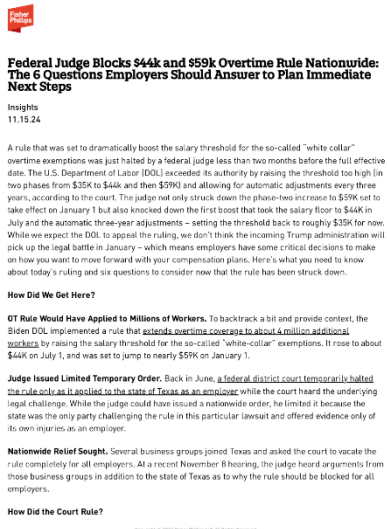 Fisher
Phillips
Federal Judge Blocks $44k and $59k Overtime Rule Nationwide:
The 6 Questions Employers Should Answer to Plan Immediate
Next Steps
Insights
11.15.24
A rule that was set to dramatically boost the salary threshold for the so-called "white collar"
overtime exemptions was just halted by a federal judge less than two months before the full effective
date. The U.S. Department of Labor (DOL) exceeded its authority by raising the threshold too high (in
two phases from $35K to $44k and then $59K) and allowing for automatic adjustments every three
years, according to the court. The judge not only struck down the phase-two increase to $59K set to
take effect on January 1 but also knocked down the first boost that took the salary floor to $44K in
July and the automatic three-year adjustments – setting the threshold back to roughly $35K for now.
While we expect the DOL to appeal the ruling, we don't think the incoming Trump administration will
pick up the legal battle in January – which means employers have some critical decisions to make
on how you want to move forward with your compensation plans. Here's what you need to know
about today's ruling and six questions to consider now that the rule has been struck down.
How Did We Get Here?
OT Rule Would Have Applied to Millions of Workers. To backtrack a bit and provide context, the
Biden DOL implemented a rule that extends overtime coverage to about 4 million additional
workers by raising the salary threshold for the so-called "white-collar" exemptions. It rose to about
$44K on July 1, and was set to jump to nearly $59K on January 1.
Judge Issued Limited Temporary Order. Back in June, a federal district court temporarily halted
the rule only as it applied to the state of Texas as an employer while the court heard the underlying
legal challenge. While the judge could have issued a nationwide order, he limited it because the
state was the only party challenging the rule in this particular lawsuit and offered evidence only of
its own injuries as an employer.
Nationwide Relief Sought. Several business groups joined Texas and asked the court to vacate the
rule completely for all employers. At a recent November 8 hearing, the judge heard arguments from
those business groups in addition to the state of Texas as to why the rule should be blocked for all
employers.
How Did the Court Rule?